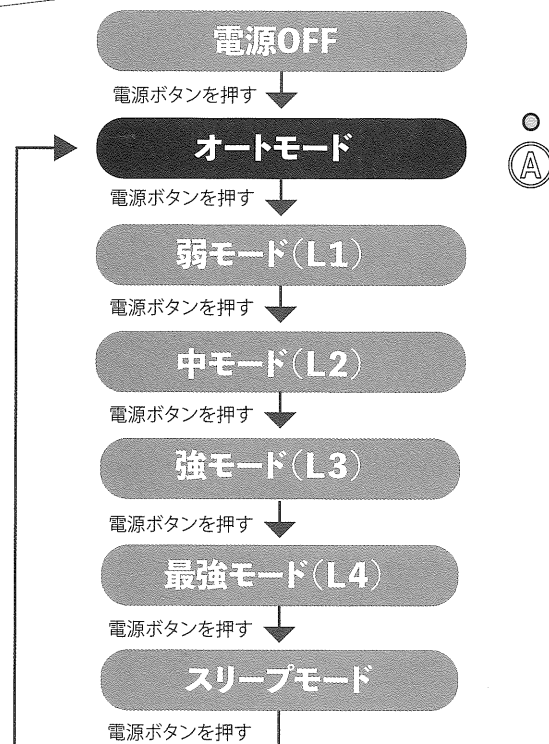 電源OFF
電源ボタンを押す
オートモード
A
電源ボタンを押す
弱モード（L1）
電源ボタンを押す
中モード（L2）
電源ボタンを押す
強モード（L3）
電源ボタンを押す
最強モード（L4）
電源ボタンを押す
スリープモード
電源ボタンを押す